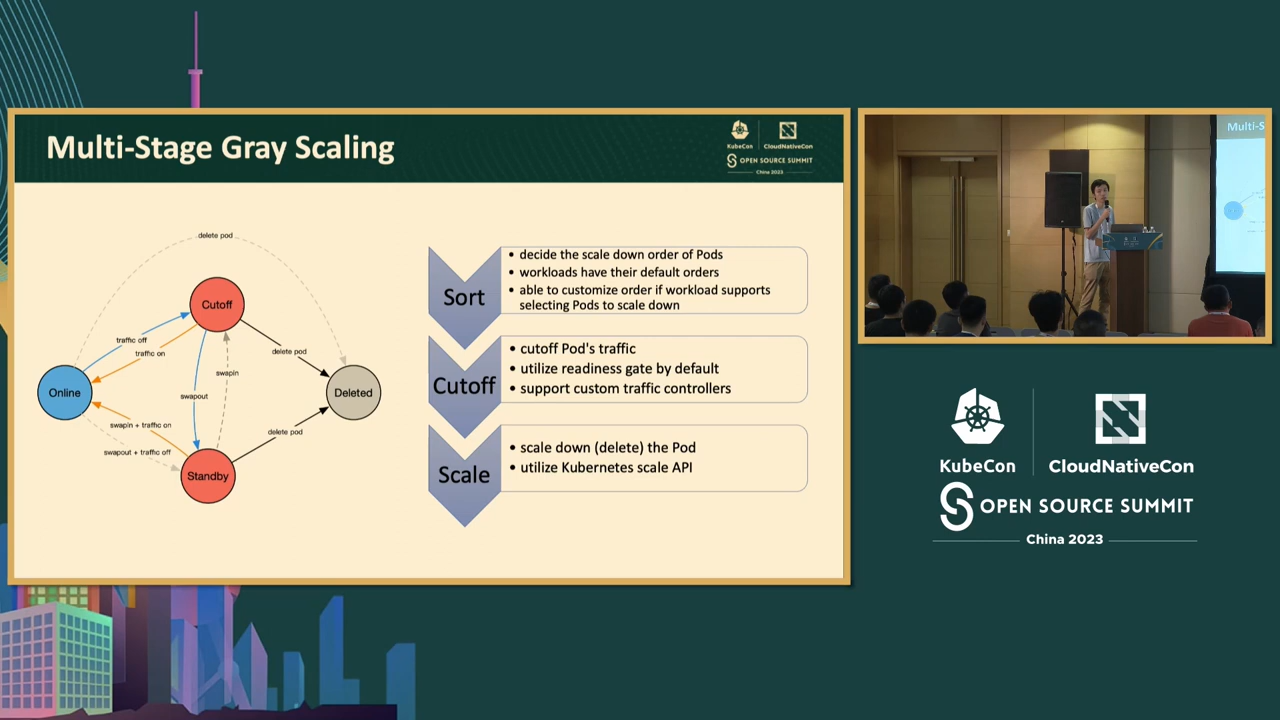 Multi-Stage Gray Scaling
KubeCon
CloudNativeCon
OPEN SOURCE SUMMIT
China 2023
delete pod
Cutoff
traffic off
traffic on
delete pod
swapin
Online
swapout
Deleted
swapin + traffic on
delete pod
swapout + traffic off
Standby
Sort
• decide the scale down order of Pods
• workloads have their default orders
• able to customize order if workload supports
selecting Pods to scale down
Cutoff
• cutoff Pod's traffic
• utilize readiness gate by default
• support custom traffic controllers
Scale
• scale down (delete) the Pod
• utilize Kubernetes scale API
Multi-S
KubeCon
CloudNativeCon
OPEN SOURCE SUMMIT
China 2023